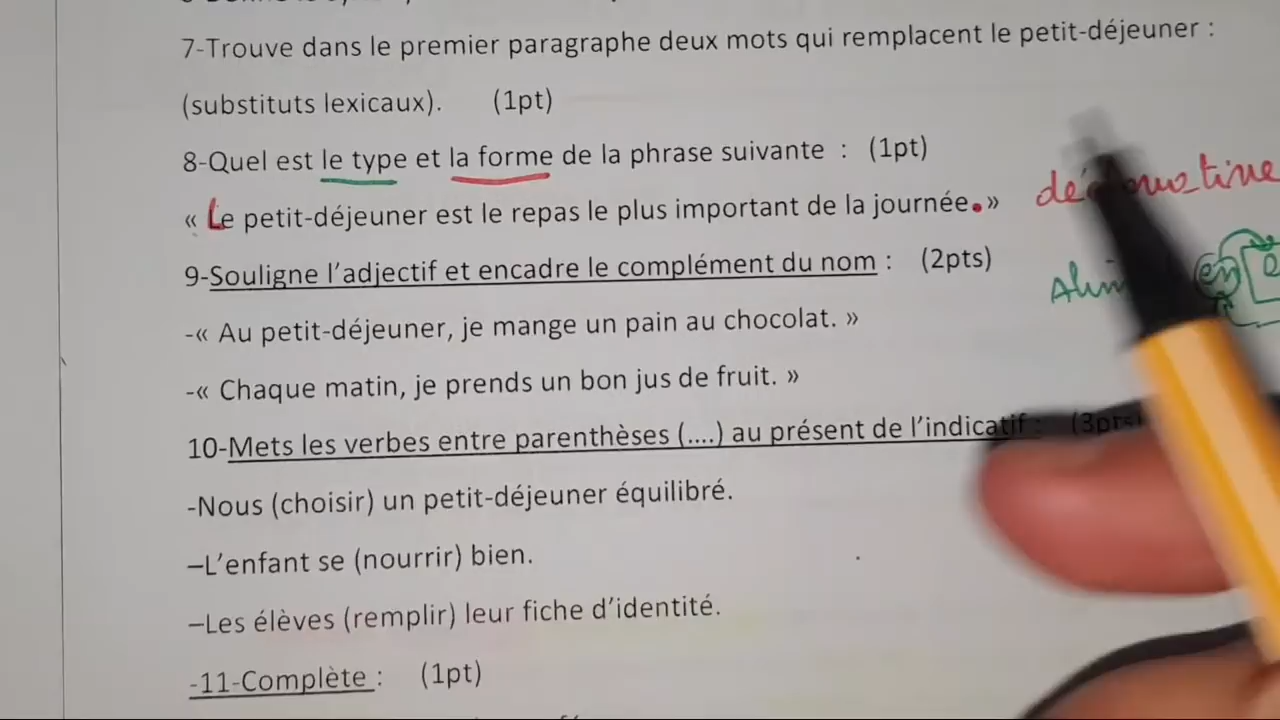 7-Trouve dans le premier paragraphe deux mots qui remplacent le petit-déjeuner :
(substituts lexicaux). (1pt)
8-Quel est le type et la forme de la phrase suivante : (1pt)
« Le petit-déjeuner est le repas le plus important de la journée. »
9-Souligne l'adjectif et encadre le complément du nom : (2pts)
-« Au petit-déjeuner, je mange un pain au chocolat. »
-« Chaque matin, je prends un bon jus de fruit. »
10-Mets les verbes entre parenthèses (....) au présent de l'indicatif : (3pts)
-Nous (choisir) un petit-déjeuner équilibré.
–L'enfant se (nourrir) bien.
–Les élèves (remplir) leur fiche d'identité.
-11-Complète : (1pt)